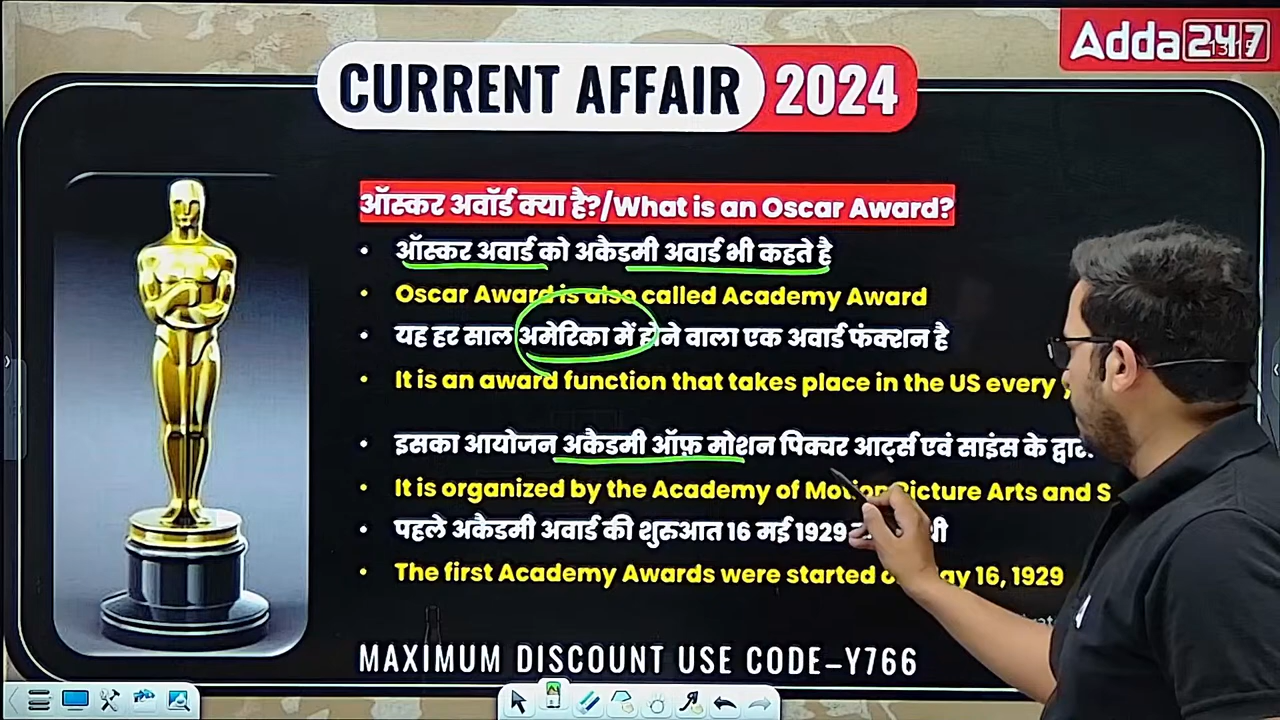 Adda247
CURRENT AFFAIR 2024
ऑस्कर अवॉर्ड क्या है?/What is an Oscar Award?
• ऑस्कर अवार्ड को अकैडमी अवार्ड भी कहते है
• Oscar Award is also called Academy Award
• यह हर साल अमेरिका में होने वाला एक अवार्ड फंक्शन है
• It is an award function that takes place in the US every
• इसका आयोजन अकैडमी ऑफ़ मोशन पिक्चर आर्ट्स एवं साइंस के
• It is organized by the Academy of Motion Picture Arts and S
• पहले अकैडमी अवार्ड की शुरुआत 16 मई 1929
• The first Academy Awards were started May 16, 1929
MAXIMUM DISCOUNT USE CODE–Y766